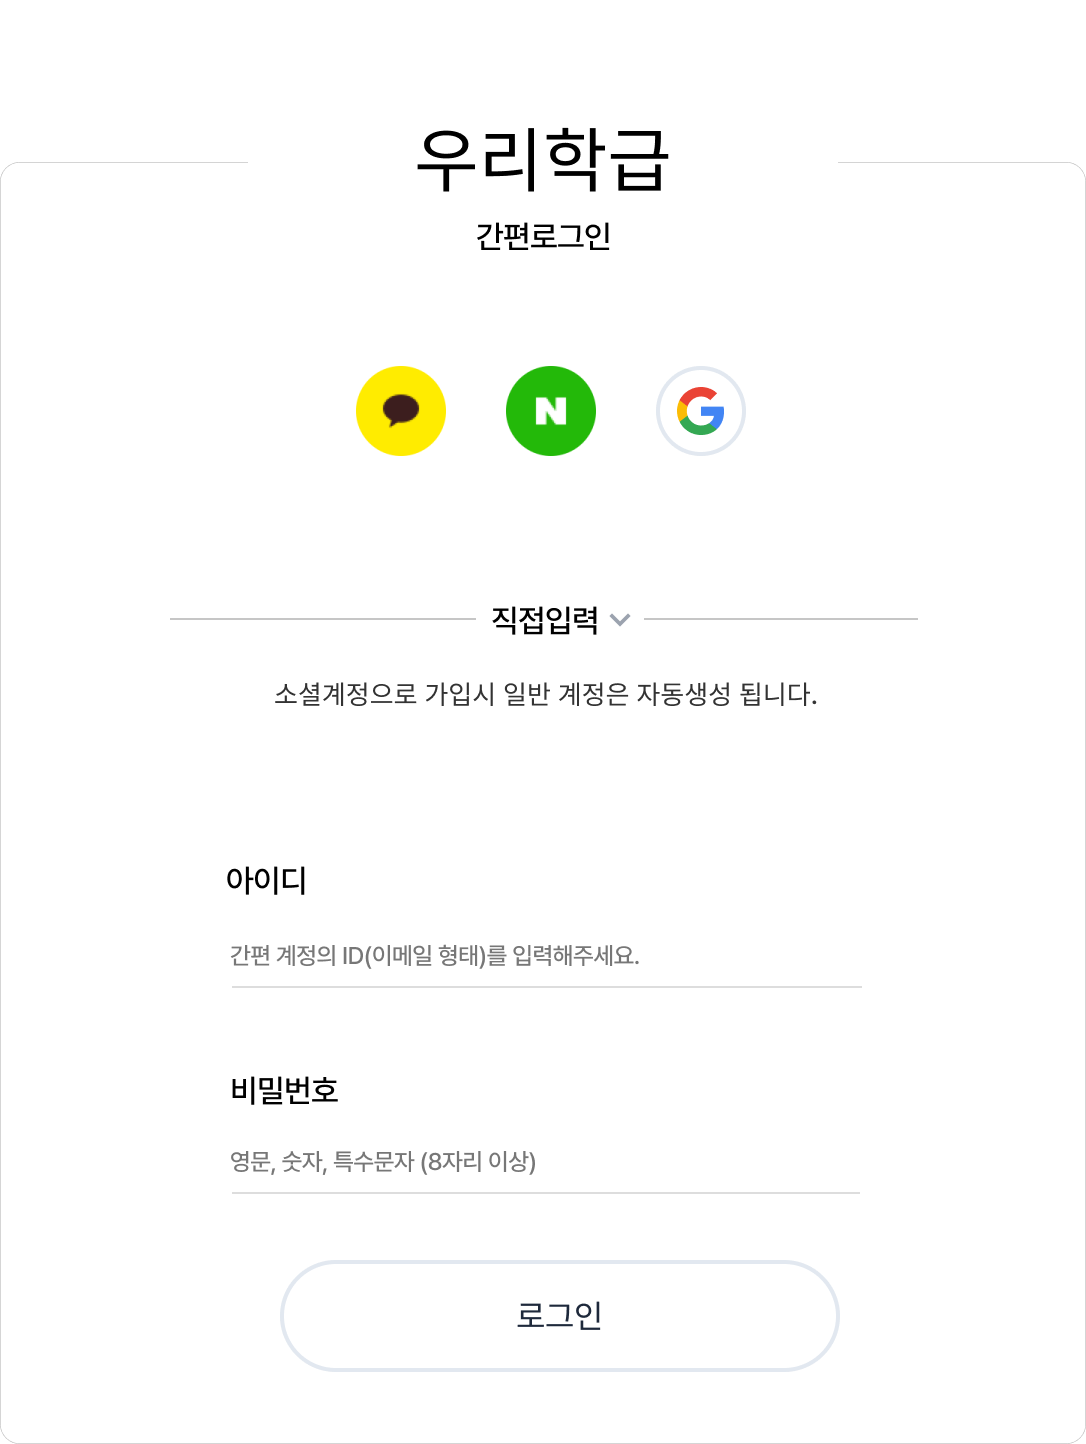 우리학급
간편로그인
N
G
직접입력
소셜계정으로 가입시 일반 계정은 자동생성 됩니다.
아이디
간편 계정의 ID(이메일 형태)를 입력해주세요.
비밀번호
영문, 숫자, 특수문자 (8자리 이상)
로그인